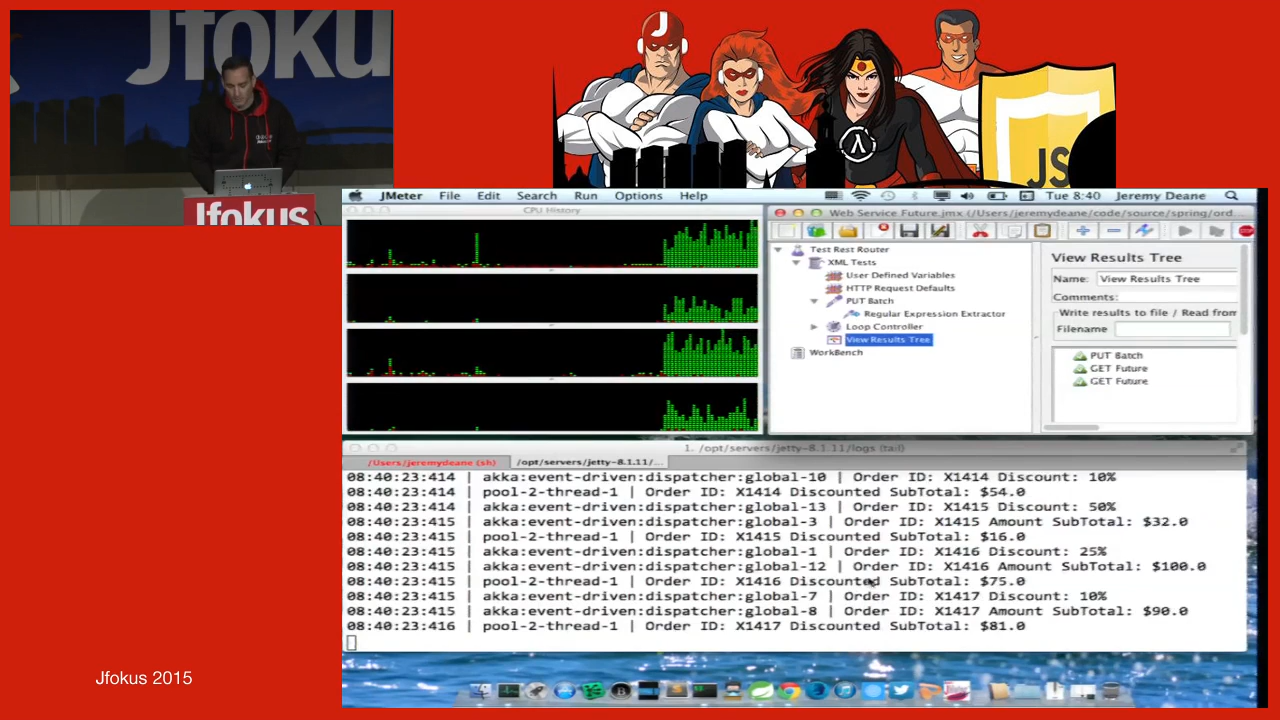 Jfoku
Jfokus
J
JS
JMeter File Edit Search Run Options Help Tue 8:40 Jeremy Deane
CPU History
Web Service Future.jmx (/Users/jeremydeane/code/source/spring/ord
Test Rest Router
XML Tests
User Defined Variables
HTTP Request Defaults
PUT Batch
Regular Expression Extractor
Loop Controller
View Results Tree
WorkBench
View Results Tree
Name: View Results Tree
Comments:
Write results to file / Read from
Filename
PUT Batch
GET Future
GET Future
1. /opt/servers/jetty-8.1.11/logs (tail)
/Users/jeremydeane (sh) /opt/servers/jetty-8.1.11/...
08:40:23:414 | akka:event-driven:dispatcher:global-10 | Order ID: X1414 Discount: 10%
08:40:23:414 | pool-2-thread-1 | Order ID: X1414 Discounted SubTotal: $54.0
08:40:23:414 | akka:event-driven:dispatcher:global-13 | Order ID: X1415 Discount: 50%
08:40:23:415 | akka:event-driven:dispatcher:global-3 | Order ID: X1415 Amount SubTotal: $32.0
08:40:23:415 | pool-2-thread-1 | Order ID: X1415 Discounted SubTotal: $16.0
08:40:23:415 | akka:event-driven:dispatcher:global-1 | Order ID: X1416 Discount: 25%
08:40:23:415 | akka:event-driven:dispatcher:global-12 | Order ID: X1416 Amount SubTotal: $100.0
08:40:23:415 | pool-2-thread-1 | Order ID: X1416 Discounted SubTotal: $75.0
08:40:23:415 | akka:event-driven:dispatcher:global-7 | Order ID: X1417 Discount: 10%
08:40:23:415 | akka:event-driven:dispatcher:global-8 | Order ID: X1417 Amount SubTotal: $90.0
08:40:23:416 | pool-2-thread-1 | Order ID: X1417 Discounted SubTotal: $81.0
Jfokus 2015